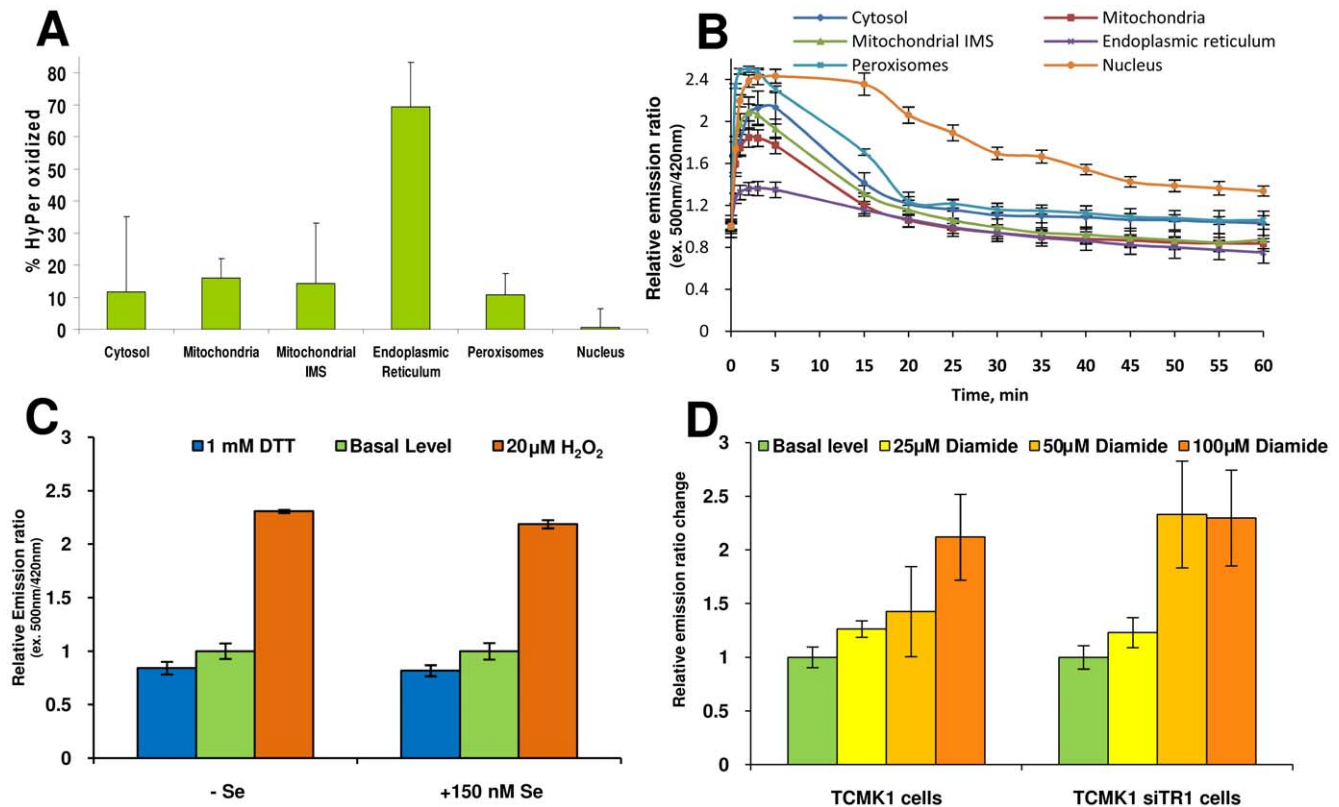 A
% HyPer oxidized
80
70
60
50
40
30
20
10
0
Cytosol
Mitochondria
Mitochondrial
IMS
Endoplasmic
Reticulum
Peroxisomes
Nucleus
B
Cytosol
Mitochondria
Mitochondrial IMS
Endoplasmic reticulum
Peroxisomes
Nucleus
Relative emission ratio
(ex. 500nm/420nm)
2.4
2
1.6
1.2
0.8
0.4
0
0 5 10 15 20 25 30 35 40 45 50 55 60
Time, min
C
1 mM DTT
Basal Level
20µM H₂O₂
Relative Emission ratio
(ex. 500nm/420nm)
3
2.5
2
1.5
1
0.5
0
- Se
+150 nM Se
D
Basal level
25µM Diamide
50µM Diamide
100µM Diamide
Relative emission ratio change
3
2.5
2
1.5
1
0.5
0
TCMK1 cells
TCMK1 siTR1 cells